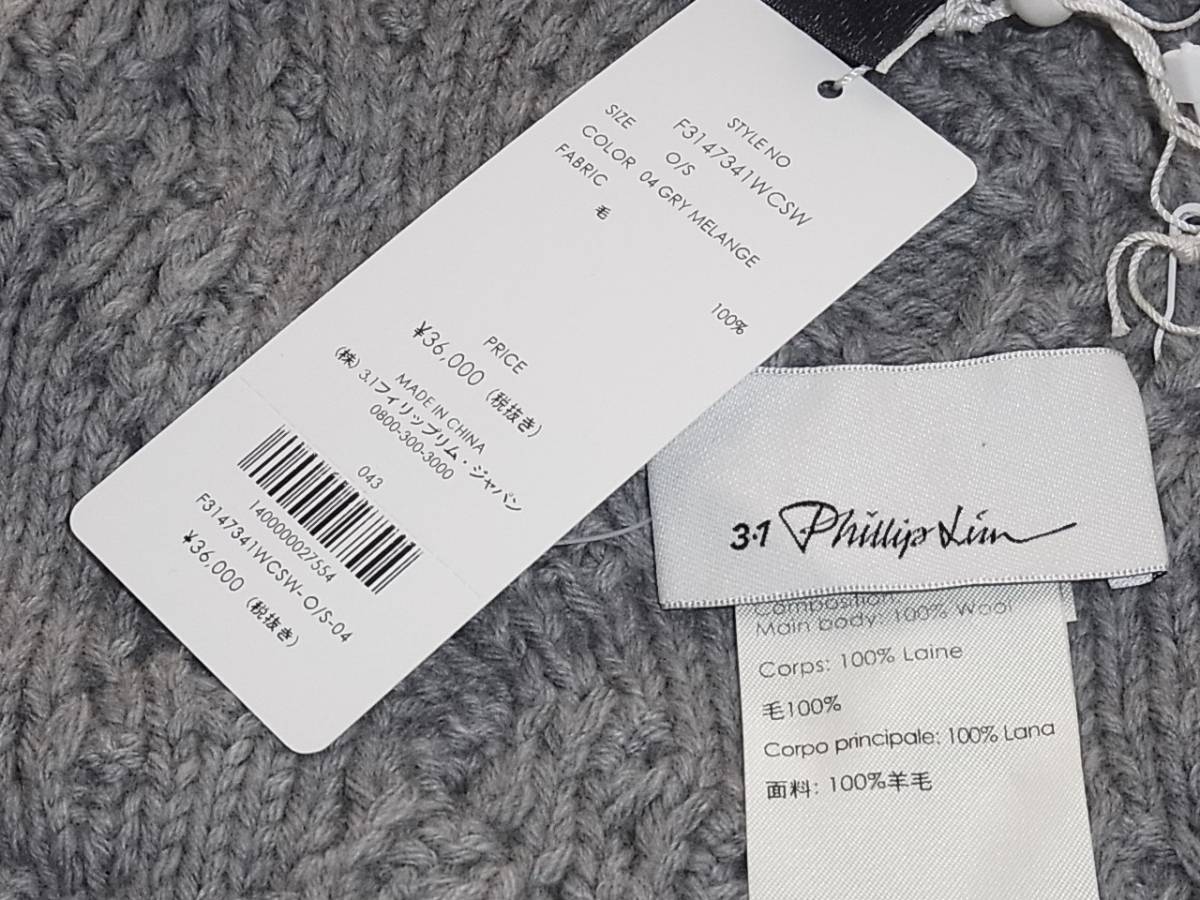 STYLE NO
F3147341WCSW
SIZE O/S
COLOR 04 GRY MELANGE
FABRIC
毛 100%
PRICE
¥36,000 (税抜き)
MADE IN CHINA
(株) 3.1フィリップリム・ジャパン
0800-300-3000
043
1400000027554
F3147341WCSW-O/S-04
¥36,000 (税抜き)
3.1 Phillip Lim
Composition
Main body: 100% Wool
Corps: 100% Laine
毛100%
Corpo principale: 100% Lana
面料: 100%羊毛